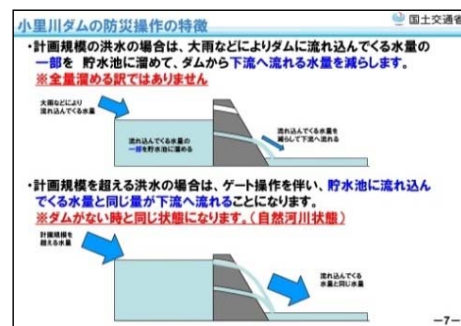 小里川ダムの防災操作の特徴
国土交通省
・計画規模の洪水の場合は、大雨などによりダムに流れ込んでくる水量の
一部を 貯水池に溜めて、ダムから下流へ流れる水量を減らします。
※全量溜める訳ではありません
大雨などにより
流れ込んでくる水量
流れ込んでくる水量の
一部を貯水池に溜める
流れ込んでくる水量を
減らして下流へ流れる
・計画規模を超える洪水の場合は、ゲート操作を伴い、貯水池に流れ込ん
でくる水量と同じ量が下流へ流れることになります。
※ダムがない時と同じ状態になります。（自然河川状態）
計画規模を
超える水量
流れ込んでくる
水量と同じ水量
－7－